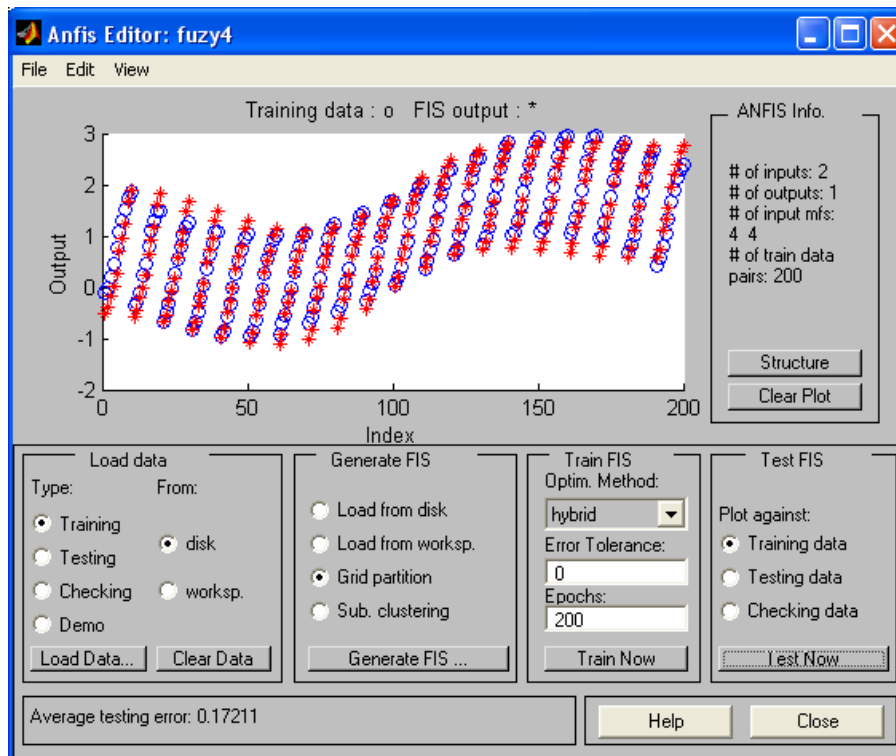 Anfis Editor: fuzy4
File Edit View
Training data : o FIS output : *
3
2
1
0
-1
-2
Output
0 50 100 150 200
Index
ANFIS Info.
# of inputs: 2
# of outputs: 1
# of input mfs:
4 4
# of train data
pairs: 200
Structure
Clear Plot
Load data
Type: From:
Training
Testing
Checking
Demo
disk
worksp.
Load Data... Clear Data
Generate FIS
Load from disk
Load from worksp.
Grid partition
Sub. clustering
Generate FIS ...
Train FIS
Optim. Method:
hybrid
Error Tolerance:
0
Epochs:
200
Train Now
Test FIS
Plot against:
Training data
Testing data
Checking data
Test Now
Average testing error: 0.17211
Help Close